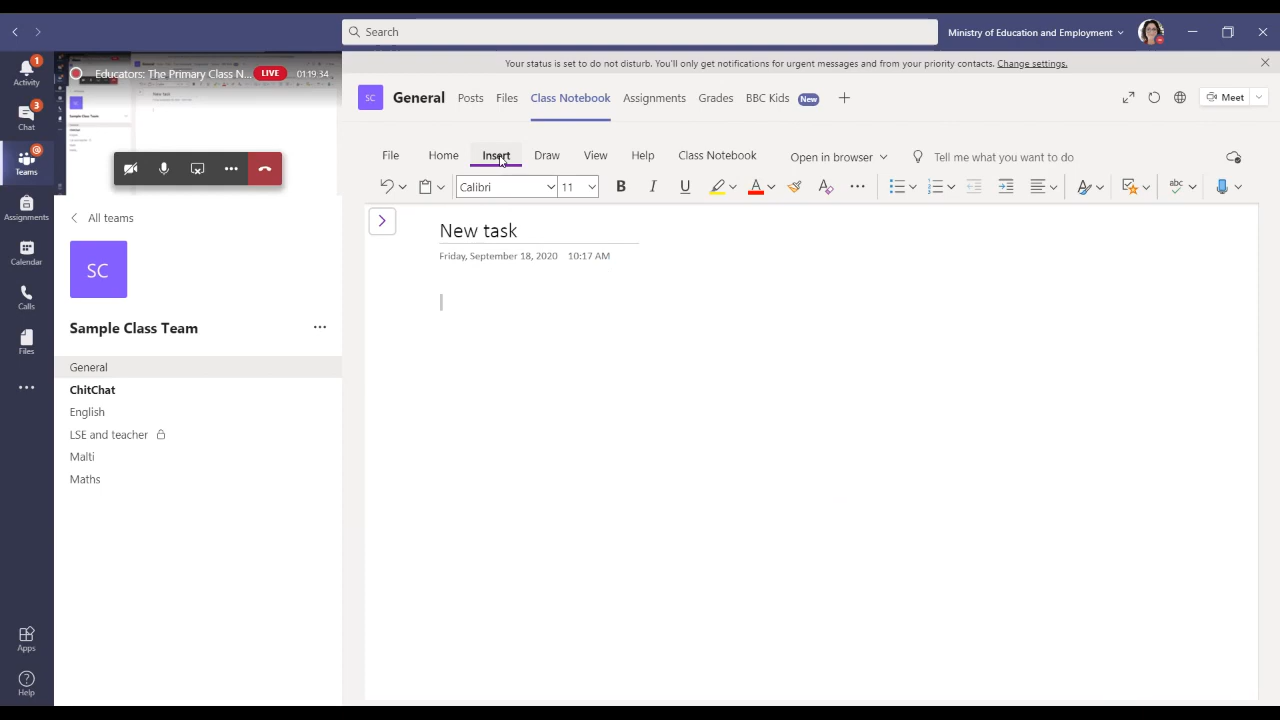 Search
Ministry of Education and Employment
Activity
1
Chat
3
Teams
@
Assignments
Calendar
Calls
Files
Apps
Help
Educators: The Primary Class N...
LIVE
01:19:34
All teams
SC
Sample Class Team
General
ChitChat
English
LSE and teacher
Malti
Maths
Your status is set to do not disturb. You'll only get notifications for urgent messages and from your priority contacts. Change settings.
SC General Posts Files Class Notebook Assignments Grades BBC Kids New + Meet
File Home Insert Draw View Help Class Notebook Open in browser Tell me what you want to do
Calibri 11 B I U A A abc
New task
Friday, September 18, 2020 10:17 AM